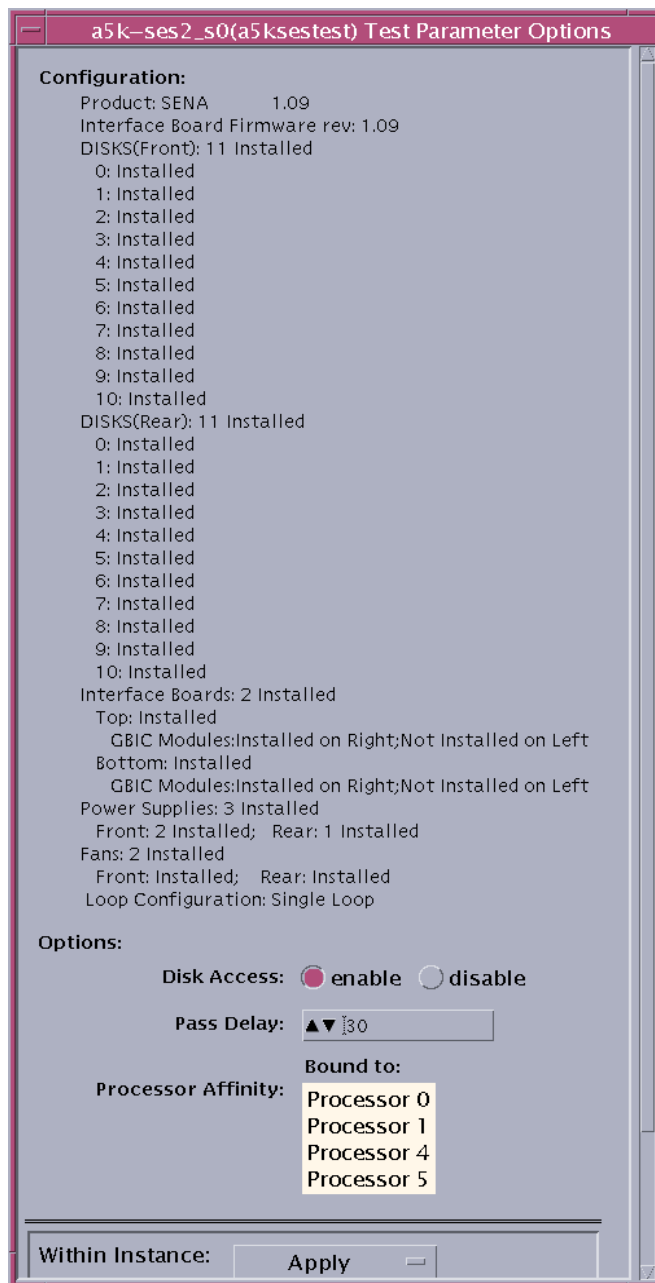 a5k-ses2_s0(a5ksestest) Test Parameter Options
Configuration:
Product: SENA 1.09
Interface Board Firmware rev: 1.09
DISKS(Front): 11 Installed
0: Installed
1: Installed
2: Installed
3: Installed
4: Installed
5: Installed
6: Installed
7: Installed
8: Installed
9: Installed
10: Installed
DISKS(Rear): 11 Installed
0: Installed
1: Installed
2: Installed
3: Installed
4: Installed
5: Installed
6: Installed
7: Installed
8: Installed
9: Installed
10: Installed
Interface Boards: 2 Installed
Top: Installed
GBIC Modules:Installed on Right;Not Installed on Left
Bottom: Installed
GBIC Modules:Installed on Right;Not Installed on Left
Power Supplies: 3 Installed
Front: 2 Installed; Rear: 1 Installed
Fans: 2 Installed
Front: Installed; Rear: Installed
Loop Configuration: Single Loop
Options:
Disk Access: enable disable
Pass Delay: 30
Bound to:
Processor Affinity:
Processor 0
Processor 1
Processor 4
Processor 5
Within Instance: Apply